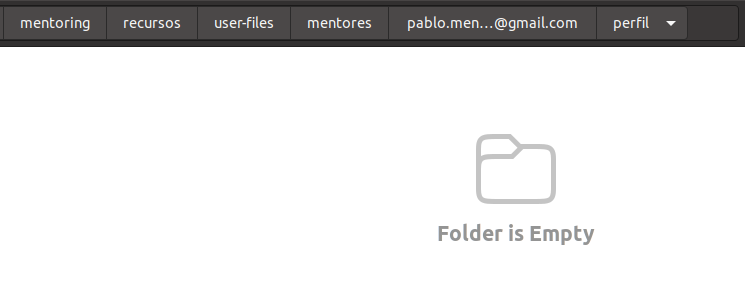 mentoring recursos user-files mentores pablo.men…@gmail.com perfil
Folder is Empty